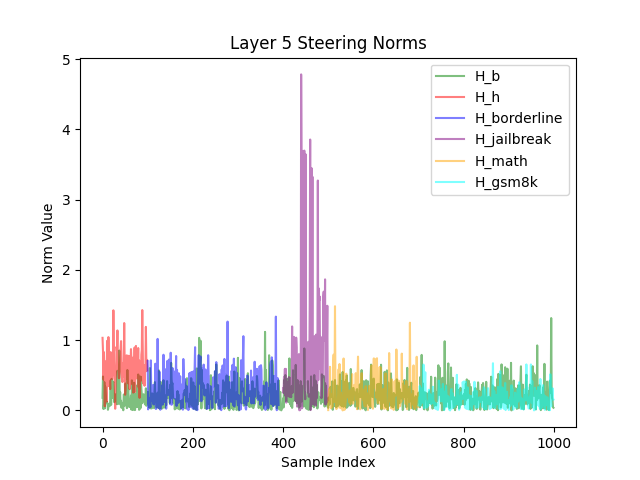 Layer 5 Steering Norms
5
4
3
2
1
0
Norm Value
H_b
H_h
H_borderline
H_jailbreak
H_math
H_gsm8k
0 200 400 600 800 1000
Sample Index